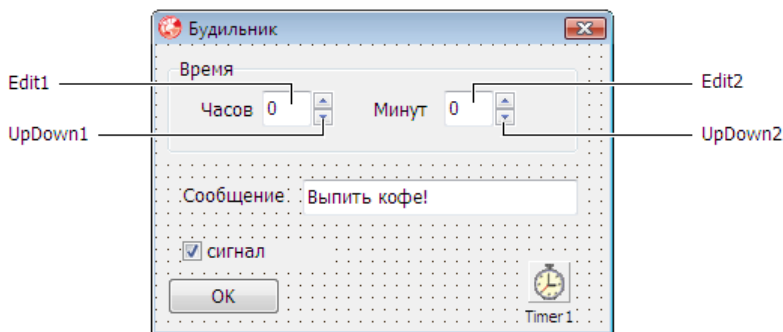 Будильник
Время
Edit1
Edit2
Часов 0 Минут 0
UpDown1
UpDown2
Сообщение: Выпить кофе!
сигнал
OK
Timer1